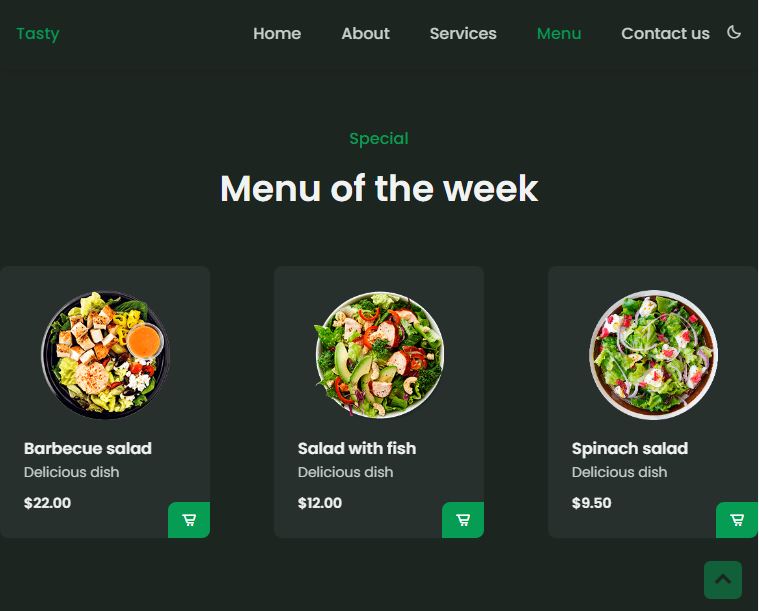 Tasty
Home
About
Services
Menu
Contact us
Special
Menu of the week
Barbecue salad
Delicious dish
$22.00
Salad with fish
Delicious dish
$12.00
Spinach salad
Delicious dish
$9.50